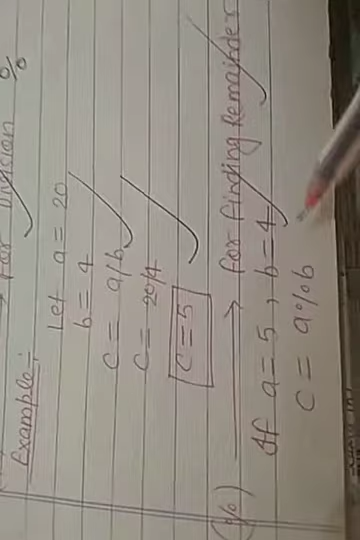 → for Division
Example:-
Let a = 20
b = 4
c = a/b
c = 20/4
c = 5
(%) → for finding Remainder
If a = 5, b = 4
c = a%b